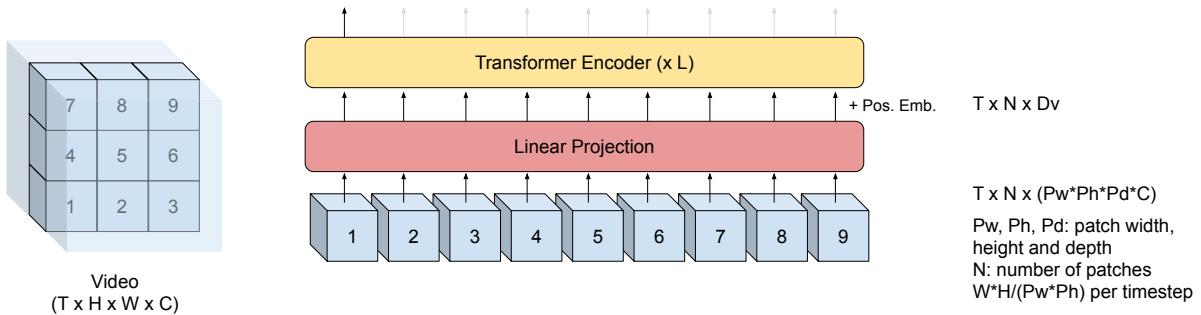 7 8 9
4 5 6
1 2 3
Video
(T x H x W x C)
Transformer Encoder (x L)
+ Pos. Emb.
T x N x Dv
Linear Projection
1 2 3 4 5 6 7 8 9
T x N x (Pw*Ph*Pd*C)
Pw, Ph, Pd: patch width,
height and depth
N: number of patches
W*H/(Pw*Ph) per timestep